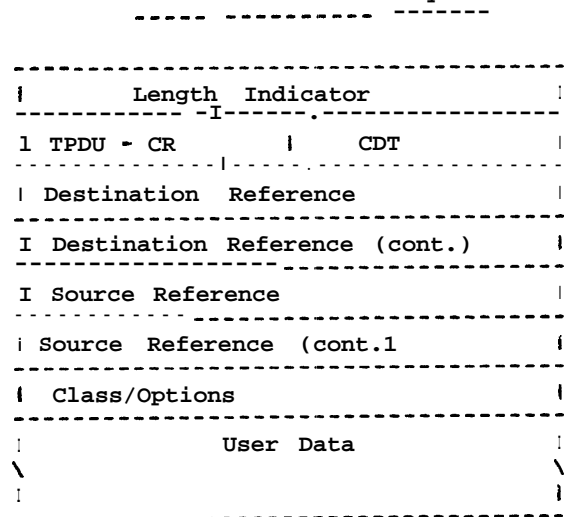 Length Indicator
TPDU - CR CDT
Destination Reference
Destination Reference (cont.)
Source Reference
Source Reference (cont.1
Class/Options
User Data